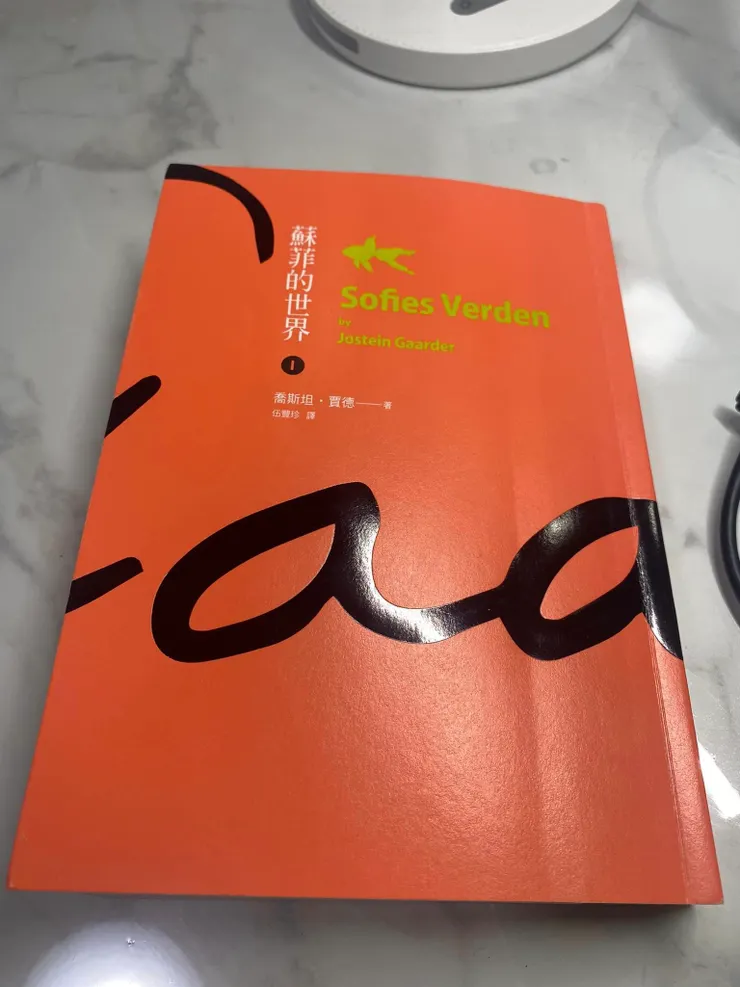 蘇菲的世界
1
Sofies Verden
by
Jostein Gaarder
喬斯坦・賈德——著
伍豐珍 譯
aa